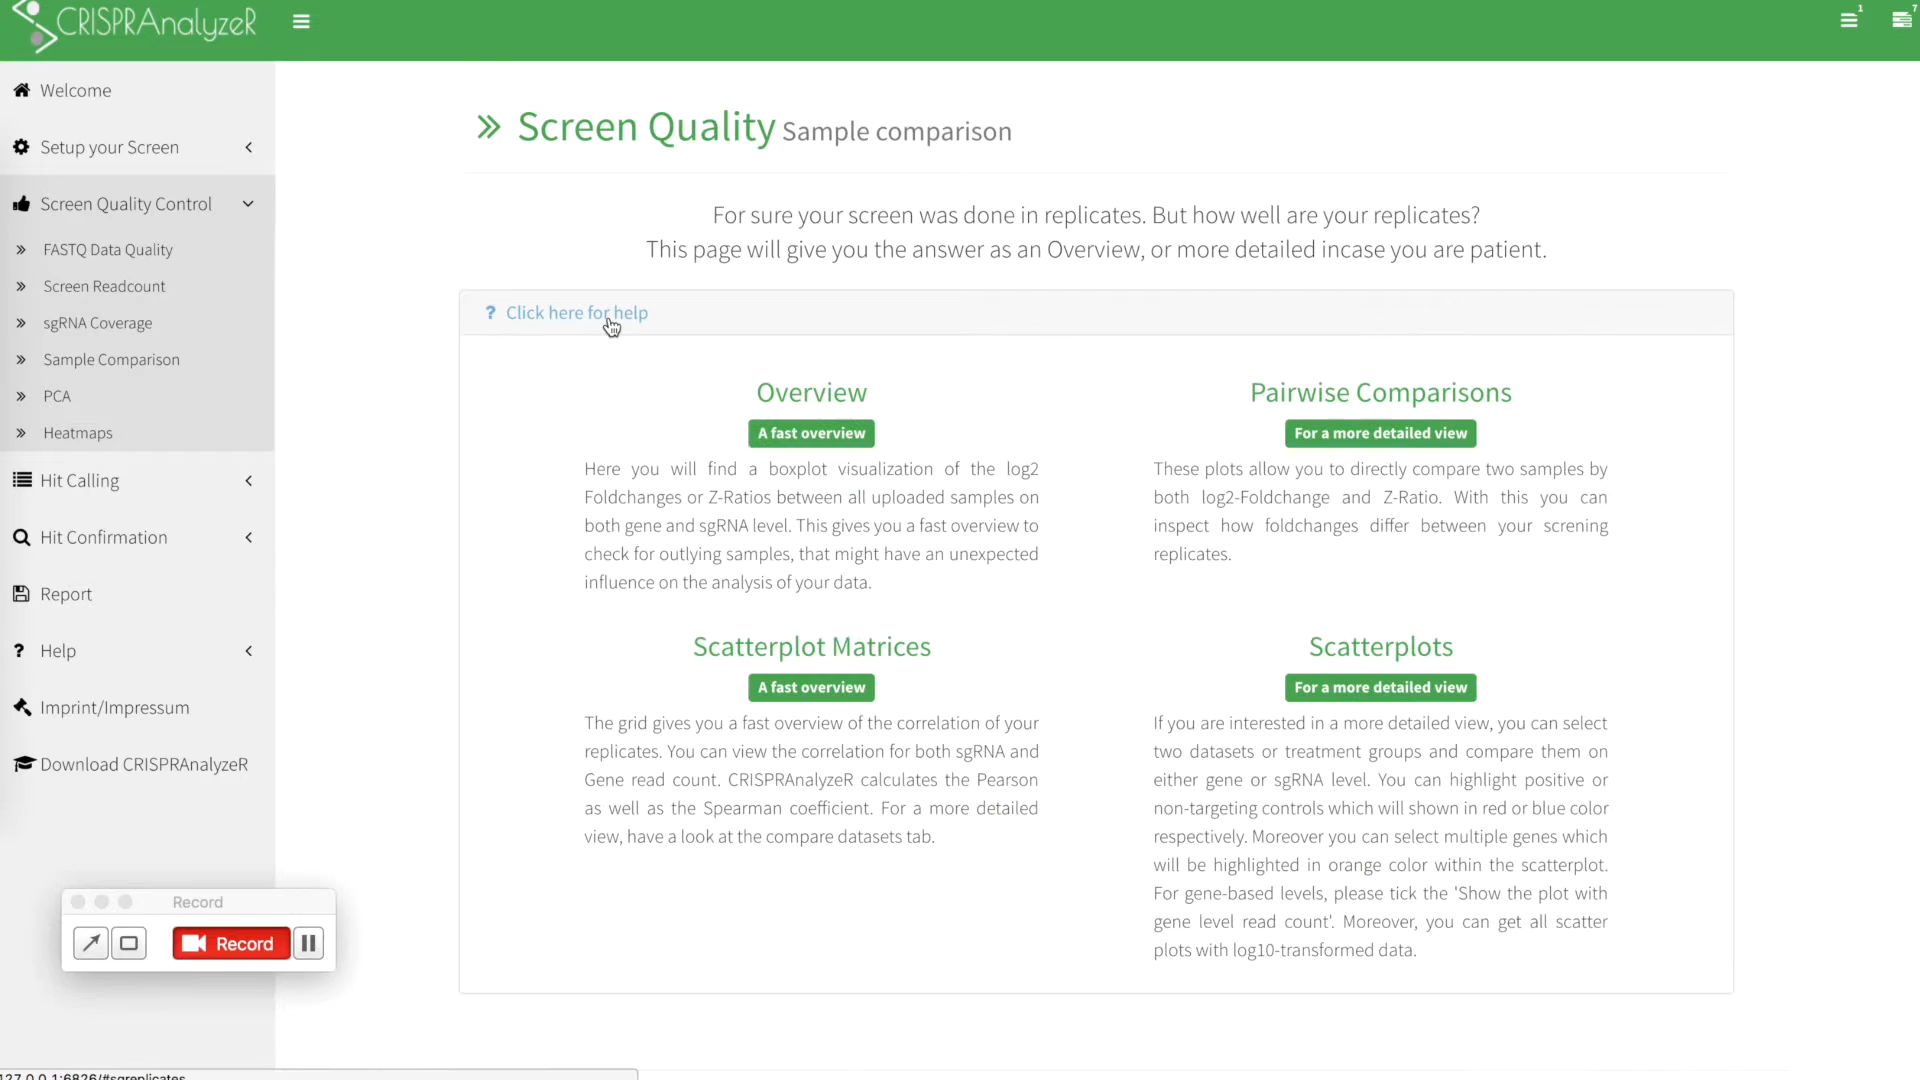 CRISPRAnalyzeR
1
7
Welcome
Setup your Screen
Screen Quality Control
FASTQ Data Quality
Screen Readcount
sgRNA Coverage
Sample Comparison
PCA
Heatmaps
Hit Calling
Hit Confirmation
Report
? Help
Imprint/Impressum
Download CRISPRAnalyzeR
» Screen Quality Sample comparison
For sure your screen was done in replicates. But how well are your replicates?
This page will give you the answer as an Overview, or more detailed incase you are patient.
? Click here for help
Overview
A fast overview
Here you will find a boxplot visualization of the log2
Foldchanges or Z-Ratios between all uploaded samples on
both gene and sgRNA level. This gives you a fast overview to
check for outlying samples, that might have an unexpected
influence on the analysis of your data.
Pairwise Comparisons
For a more detailed view
These plots allow you to directly compare two samples by
both log2-Foldchange and Z-Ratio. With this you can
inspect how foldchanges differ between your screning
replicates.
Scatterplot Matrices
A fast overview
The grid gives you a fast overview of the correlation of your
replicates. You can view the correlation for both sgRNA and
Gene read count. CRISPRAnalyzeR calculates the Pearson
as well as the Spearman coefficient. For a more detailed
view, have a look at the compare datasets tab.
Scatterplots
For a more detailed view
If you are interested in a more detailed view, you can select
two datasets or treatment groups and compare them on
either gene or sgRNA level. You can highlight positive or
non-targeting controls which will shown in red or blue color
respectively. Moreover you can select multiple genes which
will be highlighted in orange color within the scatterplot.
For gene-based levels, please tick the 'Show the plot with
gene level read count'. Moreover, you can get all scatter
plots with log10-transformed data.
Record
Record
127.0.0.1:6826/#sgreplicates